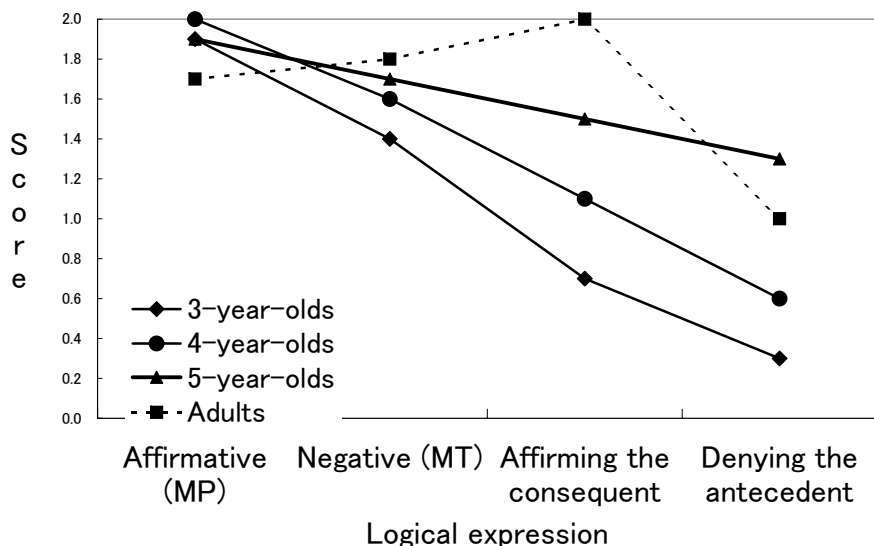 2.0
1.8
1.6
1.4
1.2
1.0
0.8
0.6
0.4
0.2
0.0
Score
3-year-olds
4-year-olds
5-year-olds
Adults
Affirmative
(MP)
Negative (MT)
Affirming the
consequent
Denying the
antecedent
Logical expression